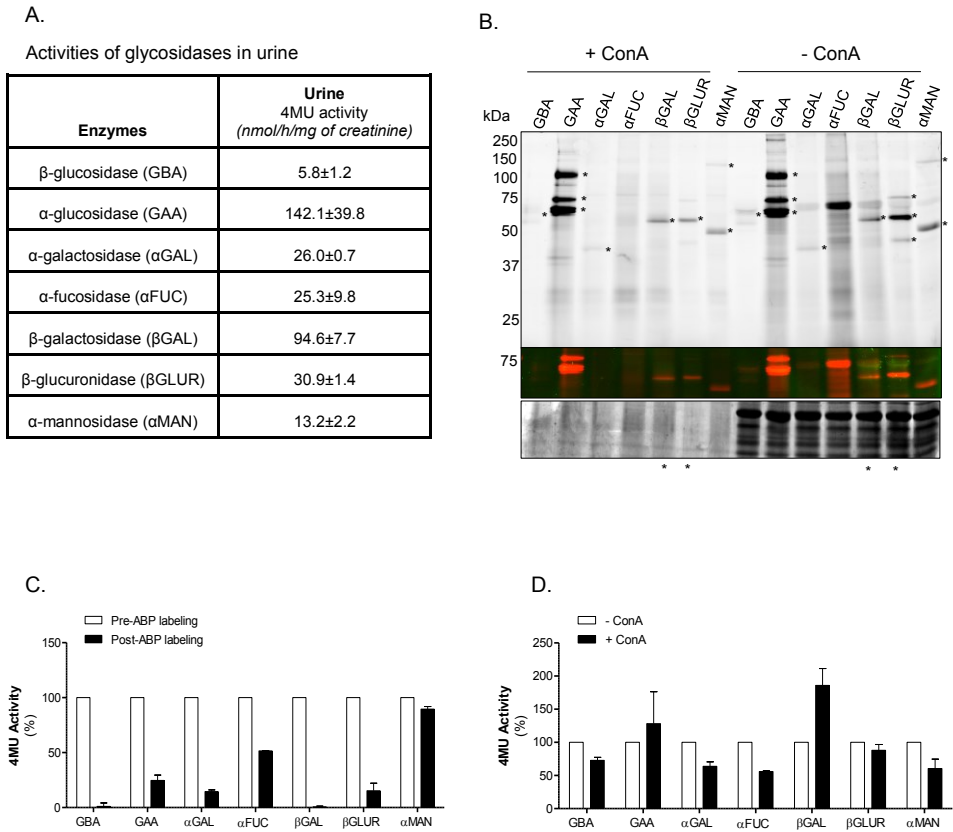 A.
Activities of glycosidases in urine
Enzymes
Urine
4MU activity
(nmol/h/mg of creatinine)
β-glucosidase (GBA) 5.8±1.2
α-glucosidase (GAA) 142.1±39.8
α-galactosidase (αGAL) 26.0±0.7
α-fucosidase (αFUC) 25.3±9.8
β-galactosidase (βGAL) 94.6±7.7
β-glucuronidase (βGLUR) 30.9±1.4
α-mannosidase (αMAN) 13.2±2.2
B.
+ ConA - ConA
kDa GBA GAA αGAL αFUC βGAL βGLUR αMAN GBA GAA αGAL αFUC βGAL βGLUR αMAN
250
150
100
75
50
37
25
75
* * * *
C.
Pre-ABP labeling
Post-ABP labeling
4MU Activity
(%)
150
100
50
0
GBA GAA αGAL αFUC βGAL βGLUR αMAN
D.
- ConA
+ ConA
4MU Activity
(%)
250
200
150
100
50
0
GBA GAA αGAL αFUC βGAL βGLUR αMAN